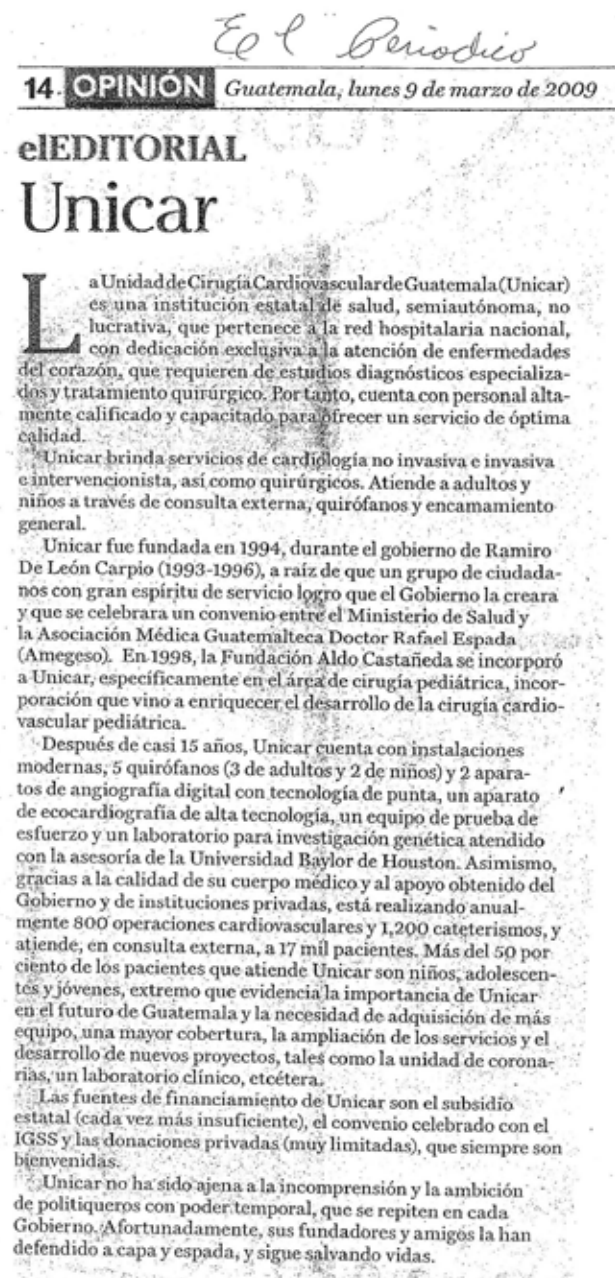 El Periodico
14 OPINIÓN Guatemala, lunes 9 de marzo de 2009
elEDITORIAL
Unicar
La Unidad de Cirugía Cardiovascular de Guatemala (Unicar)
es una institución estatal de salud, semiautónoma, no
lucrativa, que pertenece a la red hospitalaria nacional,
con dedicación exclusiva a la atención de enfermedades
del corazón, que requieren de estudios diagnósticos especializa-
dos y tratamiento quirúrgico. Por tanto, cuenta con personal alta-
mente calificado y capacitado para ofrecer un servicio de óptima
calidad.
Unicar brinda servicios de cardiología no invasiva e invasiva
e intervencionista, así como quirúrgicos. Atiende a adultos y
niños a través de consulta externa, quirófanos y encamamiento
general.
Unicar fue fundada en 1994, durante el gobierno de Ramiro
De León Carpio (1993-1996), a raíz de que un grupo de ciudada-
nos con gran espíritu de servicio logro que el Gobierno la creara
y que se celebrara un convenio entre el Ministerio de Salud y
la Asociación Médica Guatemalteca Doctor Rafael Espada
(Amegeso). En 1998, la Fundación Aldo Castañeda se incorporó
a Unicar, específicamente en el área de cirugía pediátrica, incor-
poración que vino a enriquecer el desarrollo de la cirugía cardio-
vascular pediátrica.
Después de casi 15 años, Unicar cuenta con instalaciones
modernas, 5 quirófanos (3 de adultos y 2 de niños) y 2 apara-
tos de angiografía digital con tecnología de punta, un aparato
de ecocardiografía de alta tecnología, un equipo de prueba de
esfuerzo y un laboratorio para investigación genética atendido
con la asesoría de la Universidad Baylor de Houston. Asimismo,
gracias a la calidad de su cuerpo médico y al apoyo obtenido del
Gobierno y de instituciones privadas, está realizando anual-
mente 800 operaciones cardiovasculares y 1,200 cateterismos, y
atiende, en consulta externa, a 17 mil pacientes. Más del 50 por
ciento de los pacientes que atiende Unicar son niños, adolescen-
tes y jóvenes, extremo que evidencia la importancia de Unicar
en el futuro de Guatemala y la necesidad de adquisición de más
equipo, una mayor cobertura, la ampliación de los servicios y el
desarrollo de nuevos proyectos, tales como la unidad de corona-
rias, un laboratorio clínico, etcétera.
Las fuentes de financiamiento de Unicar son el subsidio
estatal (cada vez más insuficiente), el convenio celebrado con el
IGSS y las donaciones privadas (muy limitadas), que siempre son
bienvenidas.
Unicar no ha sido ajena a la incomprensión y la ambición
de politiqueros con poder temporal, que se repiten en cada
Gobierno. Afortunadamente, sus fundadores y amigos la han
defendido a capa y espada, y sigue salvando vidas.